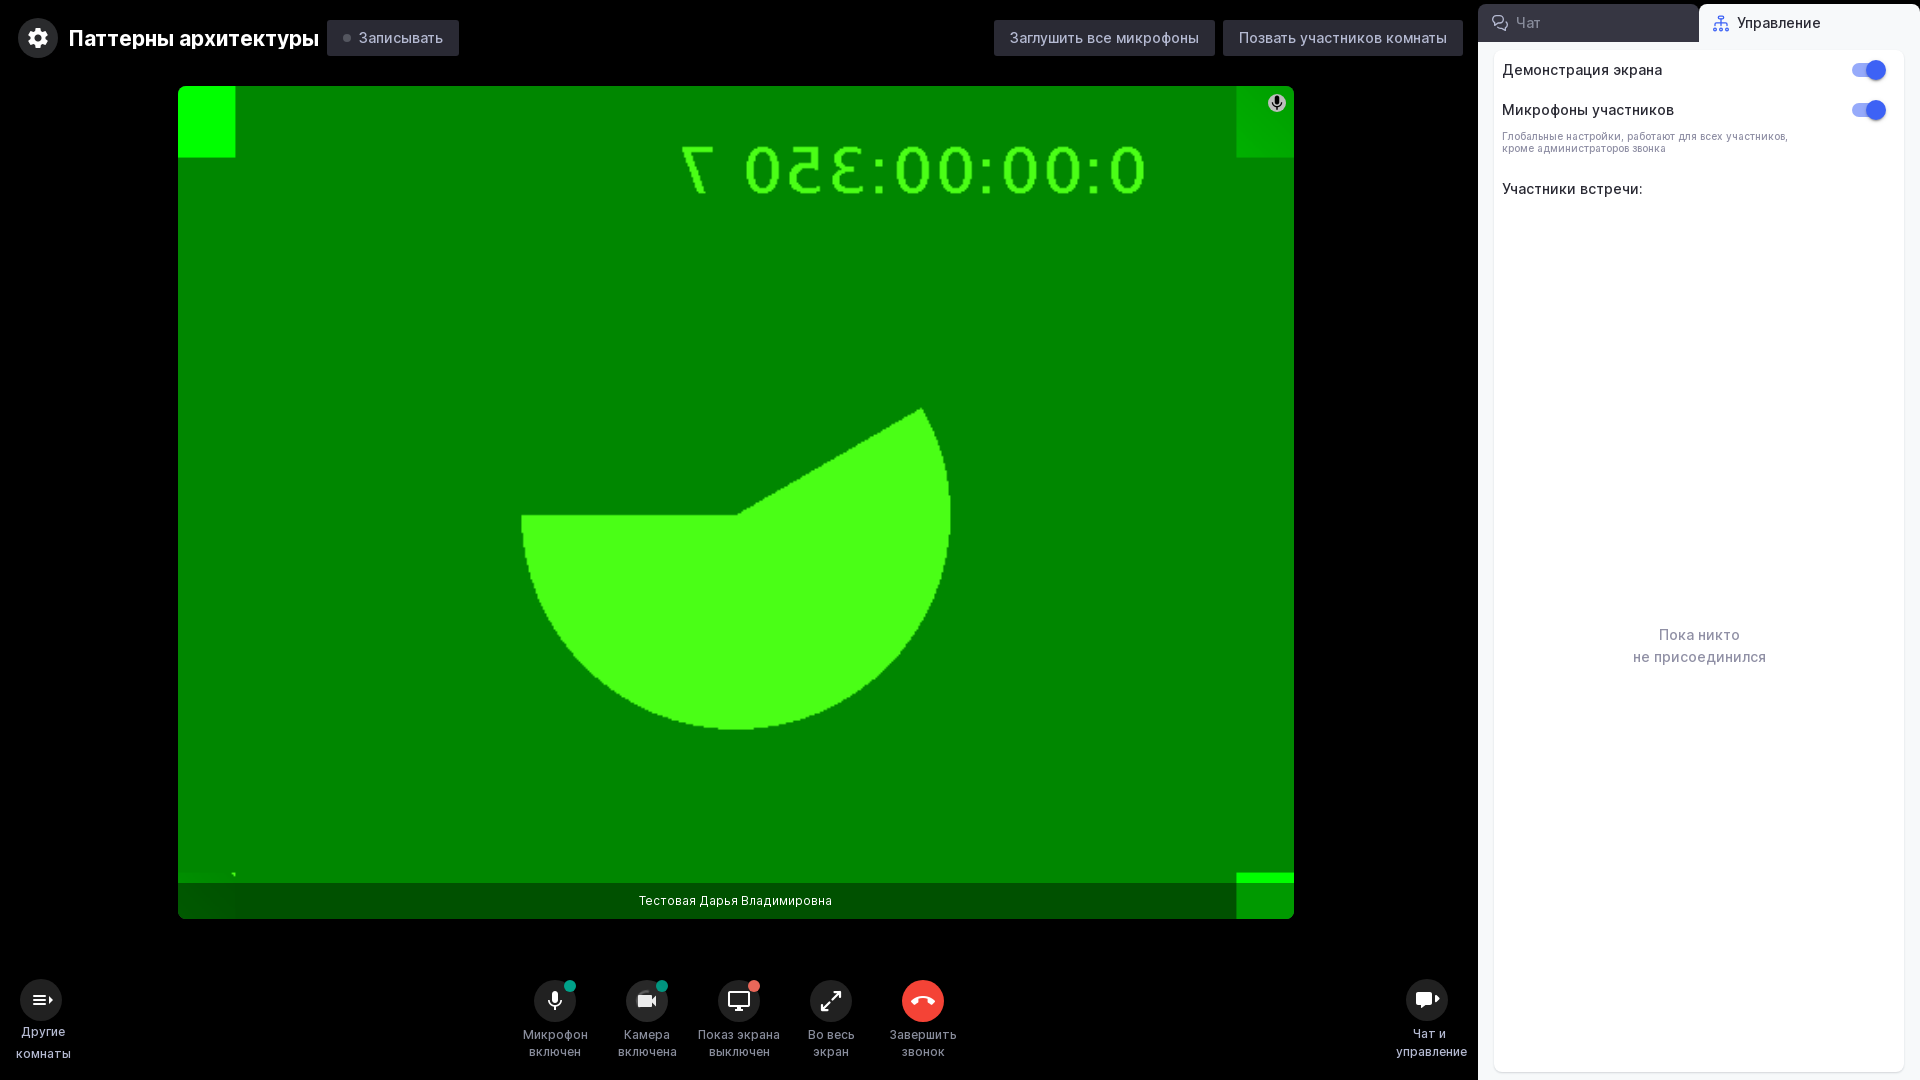 Паттерны архитектуры
Записывать
Заглушить все микрофоны
Позвать участников комнаты
Чат
Управление
Демонстрация экрана
Микрофоны участников
Глобальные настройки, работают для всех участников,
кроме администраторов звонка
Участники встречи:
Пока никто
не присоединился
0:00:00:350 7
Тестовая Дарья Владимировна
Другие
комнаты
Микрофон
включен
Камера
включена
Показ экрана
выключен
Во весь
экран
Завершить
звонок
Чат и
управление